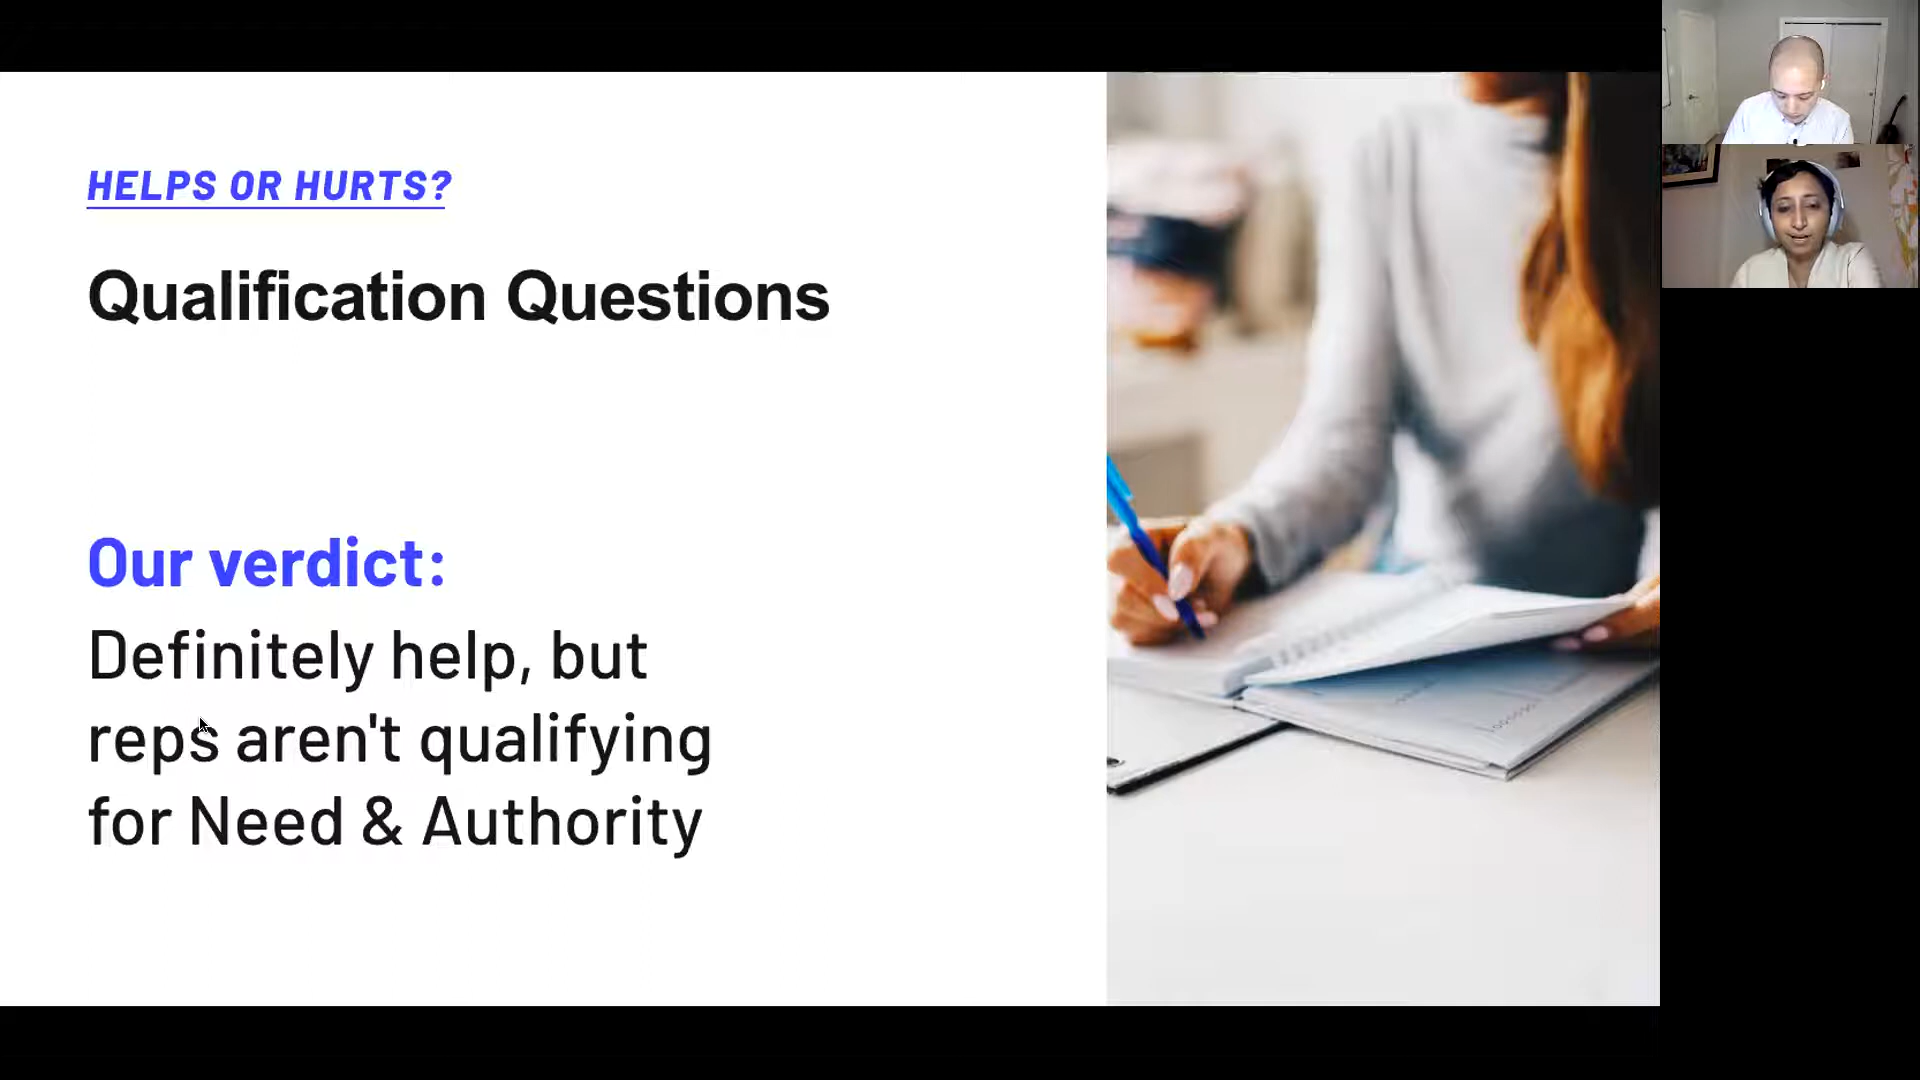 HELPS OR HURTS?
Qualification Questions
Our verdict:
Definitely help, but
reps aren't qualifying
for Need & Authority